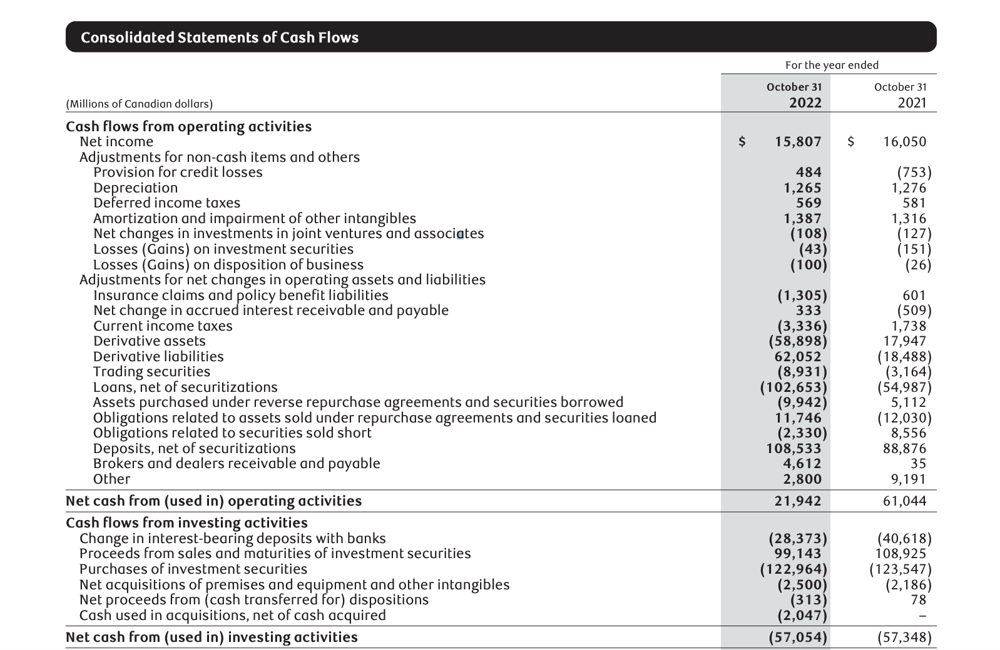 Consolidated Statements of Cash Flows
For the year ended
October 31 October 31
(Millions of Canadian dollars) 2022 2021
Cash flows from operating activities
Net income $ 15,807 $ 16,050
Adjustments for non-cash items and others
Provision for credit losses 484 (753)
Depreciation 1,265 1,276
Deferred income taxes 569 581
Amortization and impairment of other intangibles 1,387 1,316
Net changes in investments in joint ventures and associates (108) (127)
Losses (Gains) on investment securities (43) (151)
Losses (Gains) on disposition of business (100) (26)
Adjustments for net changes in operating assets and liabilities
Insurance claims and policy benefit liabilities (1,305) 601
Net change in accrued interest receivable and payable 333 (509)
Current income taxes (3,336) 1,738
Derivative assets (58,898) 17,947
Derivative liabilities 62,052 (18,488)
Trading securities (8,931) (3,164)
Loans, net of securitizations (102,653) (54,987)
Assets purchased under reverse repurchase agreements and securities borrowed (9,942) 5,112
Obligations related to assets sold under repurchase agreements and securities loaned 11,746 (12,030)
Obligations related to securities sold short (2,330) 8,556
Deposits, net of securitizations 108,533 88,876
Brokers and dealers receivable and payable 4,612 35
Other 2,800 9,191
Net cash from (used in) operating activities 21,942 61,044
Cash flows from investing activities
Change in interest-bearing deposits with banks (28,373) (40,618)
Proceeds from sales and maturities of investment securities 99,143 108,925
Purchases of investment securities (122,964) (123,547)
Net acquisitions of premises and equipment and other intangibles (2,500) (2,186)
Net proceeds from (cash transferred for) dispositions (313) 78
Cash used in acquisitions, net of cash acquired (2,047) –
Net cash from (used in) investing activities (57,054) (57,348)